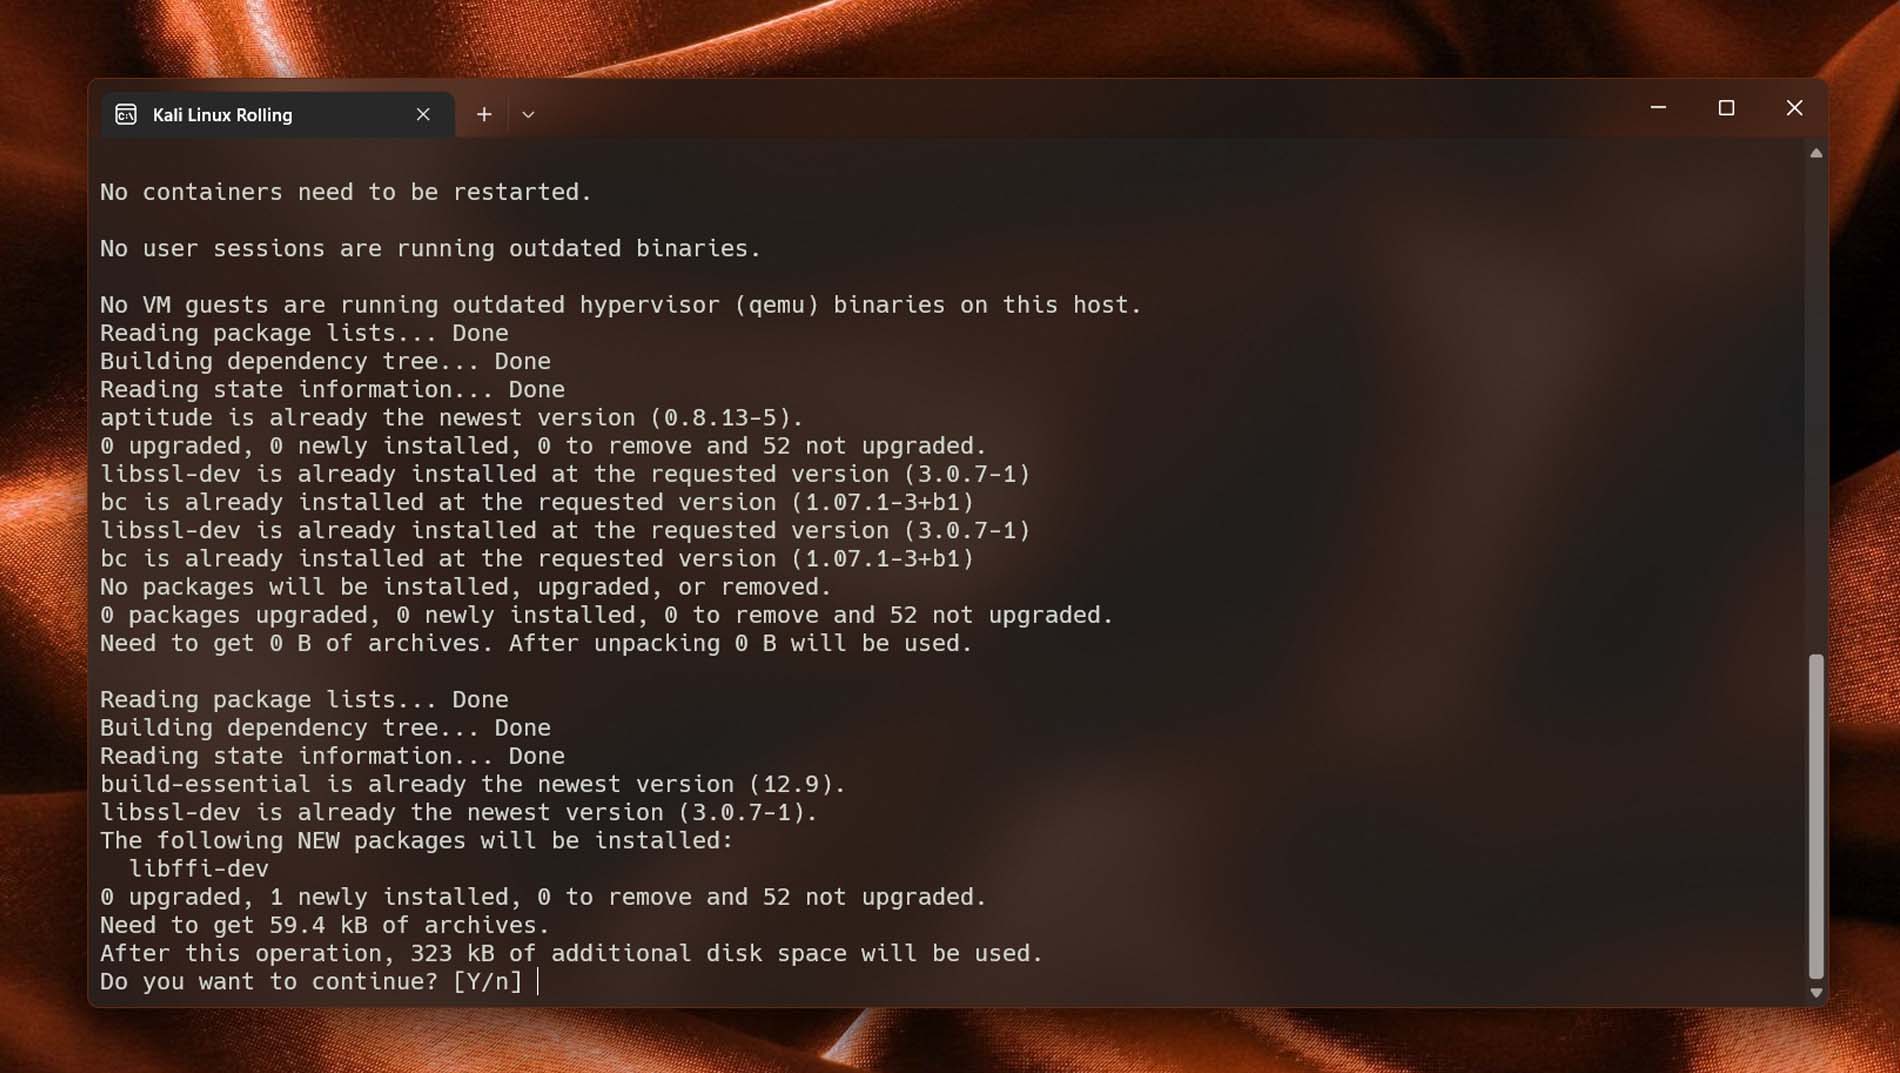 Kali Linux Rolling
No containers need to be restarted.
No user sessions are running outdated binaries.
No VM guests are running outdated hypervisor (qemu) binaries on this host.
Reading package lists... Done
Building dependency tree... Done
Reading state information... Done
aptitude is already the newest version (0.8.13-5).
0 upgraded, 0 newly installed, 0 to remove and 52 not upgraded.
libssl-dev is already installed at the requested version (3.0.7-1)
bc is already installed at the requested version (1.07.1-3+b1)
libssl-dev is already installed at the requested version (3.0.7-1)
bc is already installed at the requested version (1.07.1-3+b1)
No packages will be installed, upgraded, or removed.
0 packages upgraded, 0 newly installed, 0 to remove and 52 not upgraded.
Need to get 0 B of archives. After unpacking 0 B will be used.
Reading package lists... Done
Building dependency tree... Done
Reading state information... Done
build-essential is already the newest version (12.9).
libssl-dev is already the newest version (3.0.7-1).
The following NEW packages will be installed:
  libffi-dev
0 upgraded, 1 newly installed, 0 to remove and 52 not upgraded.
Need to get 59.4 kB of archives.
After this operation, 323 kB of additional disk space will be used.
Do you want to continue? [Y/n]